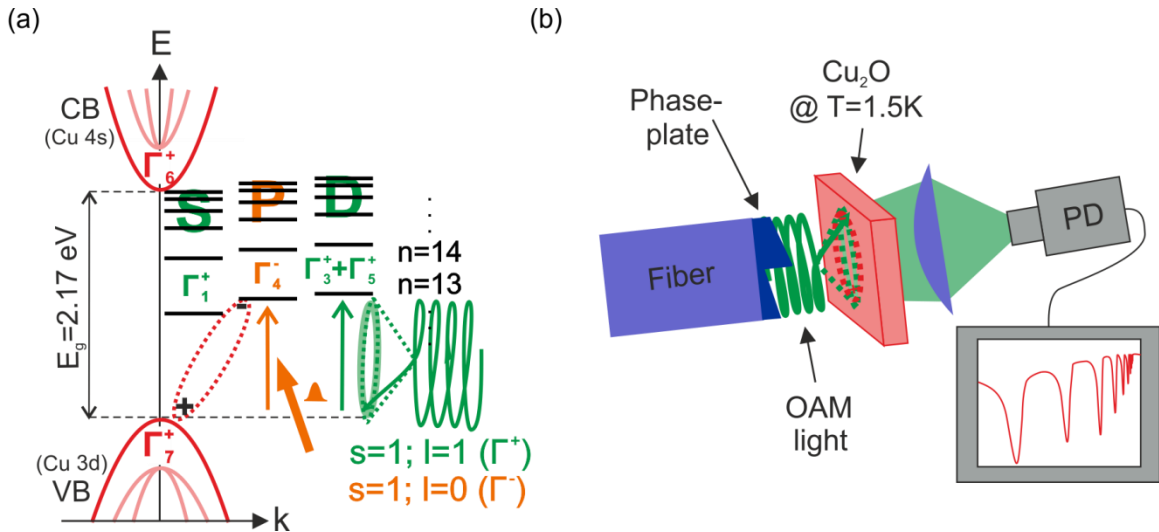 (a)
E
CB
(Cu 4s)
Γ₆⁺
S P D
Γ₁⁺
Γ₄⁻
Γ₃⁺+Γ₅⁺
n=14
n=13
E_g=2.17 eV
-
+
Γ₇⁺
(Cu 3d)
VB
k
s=1; l=1 (Γ⁺)
s=1; l=0 (Γ⁻)
(b)
Phase-
plate
Cu₂O
@ T=1.5K
Fiber
PD
OAM
light